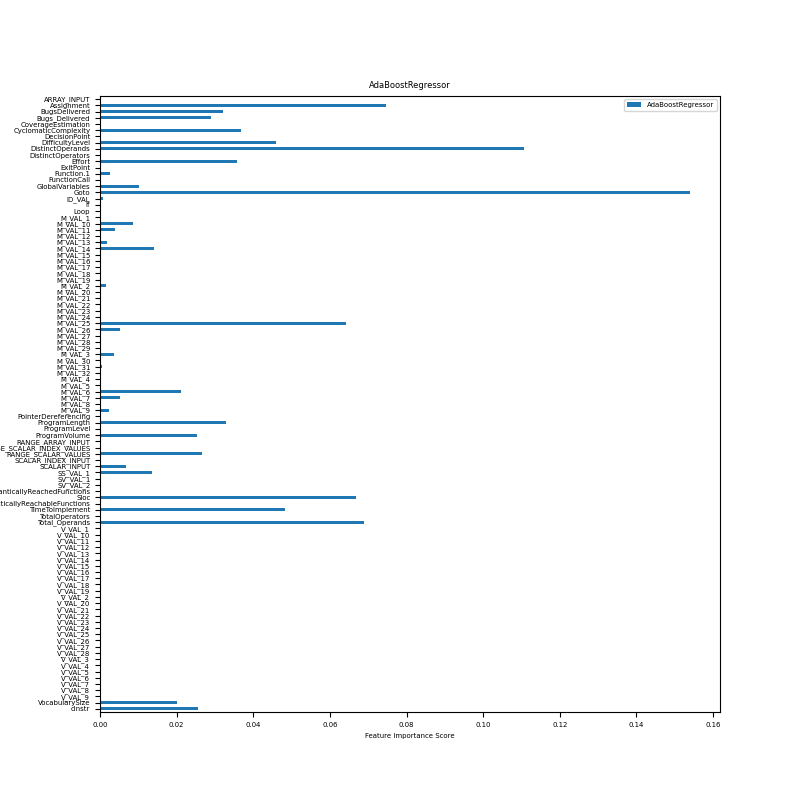 AdaBoostRegressor
AdaBoostRegressor
ARRAY_INPUT
Assignment
BugsDelivered
Bugs_Delivered
CoverageEstimation
CyclomaticComplexity
DecisionPoint
DifficultyLevel
DistinctOperands
DistinctOperators
Effort
ExitPoint
Function.1
FunctionCall
GlobalVariables
Goto
ID_VAL
If
Loop
M_VAL_1
M_VAL_10
M_VAL_11
M_VAL_12
M_VAL_13
M_VAL_14
M_VAL_15
M_VAL_16
M_VAL_17
M_VAL_18
M_VAL_19
M_VAL_2
M_VAL_20
M_VAL_21
M_VAL_22
M_VAL_23
M_VAL_24
M_VAL_25
M_VAL_26
M_VAL_27
M_VAL_28
M_VAL_29
M_VAL_3
M_VAL_30
M_VAL_31
M_VAL_32
M_VAL_4
M_VAL_5
M_VAL_6
M_VAL_7
M_VAL_8
M_VAL_9
PointerDereferencing
ProgramLength
ProgramLevel
ProgramVolume
RANGE_ARRAY_INPUT
E_SCALAR_INDEX_VALUES
RANGE_SCALAR_VALUES
SCALAR_INDEX_INPUT
SCALAR_INPUT
SS_VAL_1
SV_VAL_1
SV_VAL_2
anticallyReachedFunctions
Sloc
ticallyReachableFunctions
TimeToImplement
TotalOperators
Total_Operands
V_VAL_1
V_VAL_10
V_VAL_11
V_VAL_12
V_VAL_13
V_VAL_14
V_VAL_15
V_VAL_16
V_VAL_17
V_VAL_18
V_VAL_19
V_VAL_2
V_VAL_20
V_VAL_21
V_VAL_22
V_VAL_23
V_VAL_24
V_VAL_25
V_VAL_26
V_VAL_27
V_VAL_28
V_VAL_3
V_VAL_4
V_VAL_5
V_VAL_6
V_VAL_7
V_VAL_8
V_VAL_9
VocabularySize
cinstr
0.00 0.02 0.04 0.06 0.08 0.10 0.12 0.14 0.16
Feature Importance Score